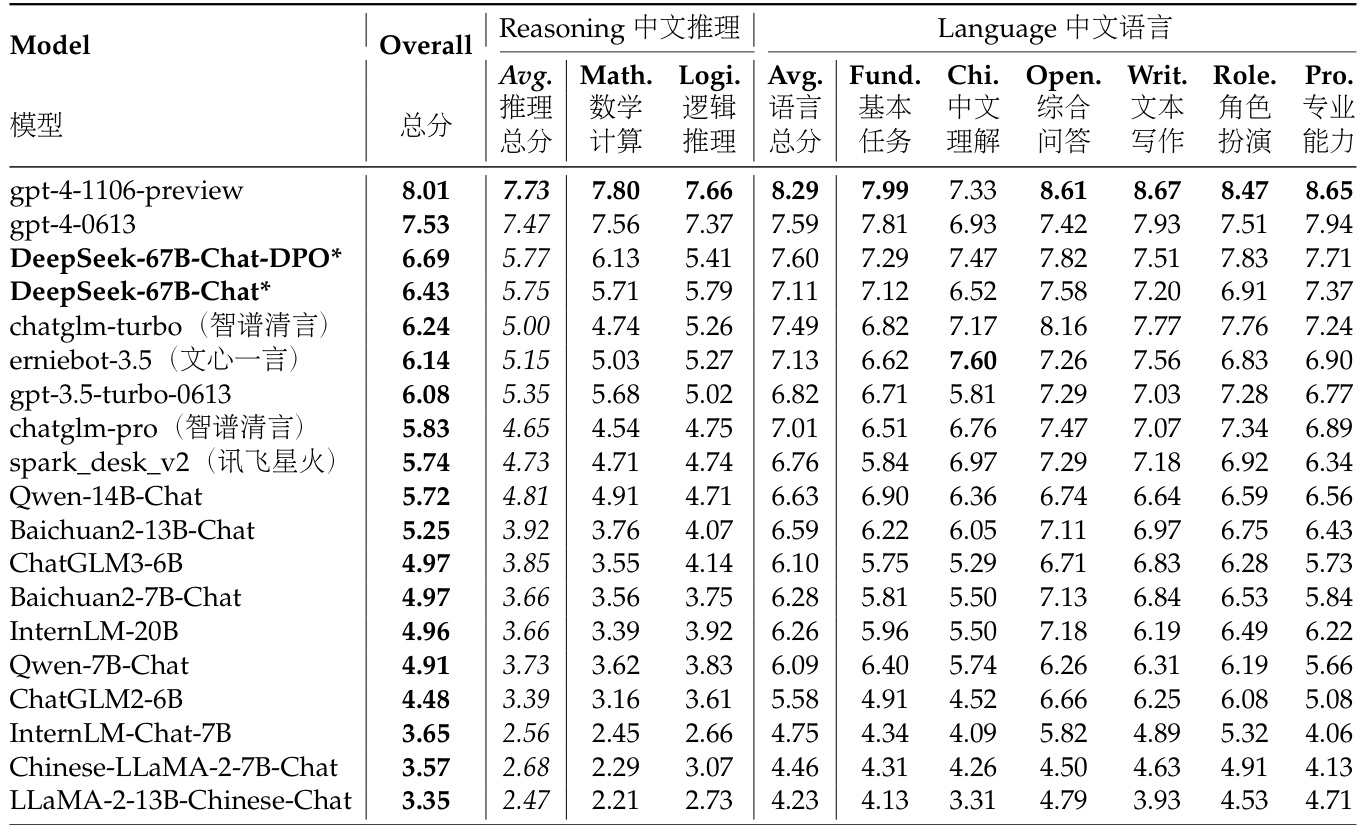 Model Overall Reasoning 中文推理 Language 中文语言
Avg. Math. Logi. Avg. Fund. Chi. Open. Writ. Role. Pro.
模型 总分 推理 数学 逻辑 语言 基本 中文 综合 文本 角色 专业
总分 计算 推理 总分 任务 理解 问答 写作 扮演 能力
gpt-4-1106-preview 8.01 7.73 7.80 7.66 8.29 7.99 7.33 8.61 8.67 8.47 8.65
gpt-4-0613 7.53 7.47 7.56 7.37 7.59 7.81 6.93 7.42 7.93 7.51 7.94
DeepSeek-67B-Chat-DPO* 6.69 5.77 6.13 5.41 7.60 7.29 7.47 7.82 7.51 7.83 7.71
DeepSeek-67B-Chat* 6.43 5.75 5.71 5.79 7.11 7.12 6.52 7.58 7.20 6.91 7.37
chatglm-turbo（智谱清言） 6.24 5.00 4.74 5.26 7.49 6.82 7.17 8.16 7.77 7.76 7.24
erniebot-3.5（文心一言） 6.14 5.15 5.03 5.27 7.13 6.62 7.60 7.26 7.56 6.83 6.90
gpt-3.5-turbo-0613 6.08 5.35 5.68 5.02 6.82 6.71 5.81 7.29 7.03 7.28 6.77
chatglm-pro（智谱清言） 5.83 4.65 4.54 4.75 7.01 6.51 6.76 7.47 7.07 7.34 6.89
spark_desk_v2（讯飞星火） 5.74 4.73 4.71 4.74 6.76 5.84 6.97 7.29 7.18 6.92 6.34
Qwen-14B-Chat 5.72 4.81 4.91 4.71 6.63 6.90 6.36 6.74 6.64 6.59 6.56
Baichuan2-13B-Chat 5.25 3.92 3.76 4.07 6.59 6.22 6.05 7.11 6.97 6.75 6.43
ChatGLM3-6B 4.97 3.85 3.55 4.14 6.10 5.75 5.29 6.71 6.83 6.28 5.73
Baichuan2-7B-Chat 4.97 3.66 3.56 3.75 6.28 5.81 5.50 7.13 6.84 6.53 5.84
InternLM-20B 4.96 3.66 3.39 3.92 6.26 5.96 5.50 7.18 6.19 6.49 6.22
Qwen-7B-Chat 4.91 3.73 3.62 3.83 6.09 6.40 5.74 6.26 6.31 6.19 5.66
ChatGLM2-6B 4.48 3.39 3.16 3.61 5.58 4.91 4.52 6.66 6.25 6.08 5.08
InternLM-Chat-7B 3.65 2.56 2.45 2.66 4.75 4.34 4.09 5.82 4.89 5.32 4.06
Chinese-LLaMA-2-7B-Chat 3.57 2.68 2.29 3.07 4.46 4.31 4.26 4.50 4.63 4.91 4.13
LLaMA-2-13B-Chinese-Chat 3.35 2.47 2.21 2.73 4.23 4.13 3.31 4.79 3.93 4.53 4.71